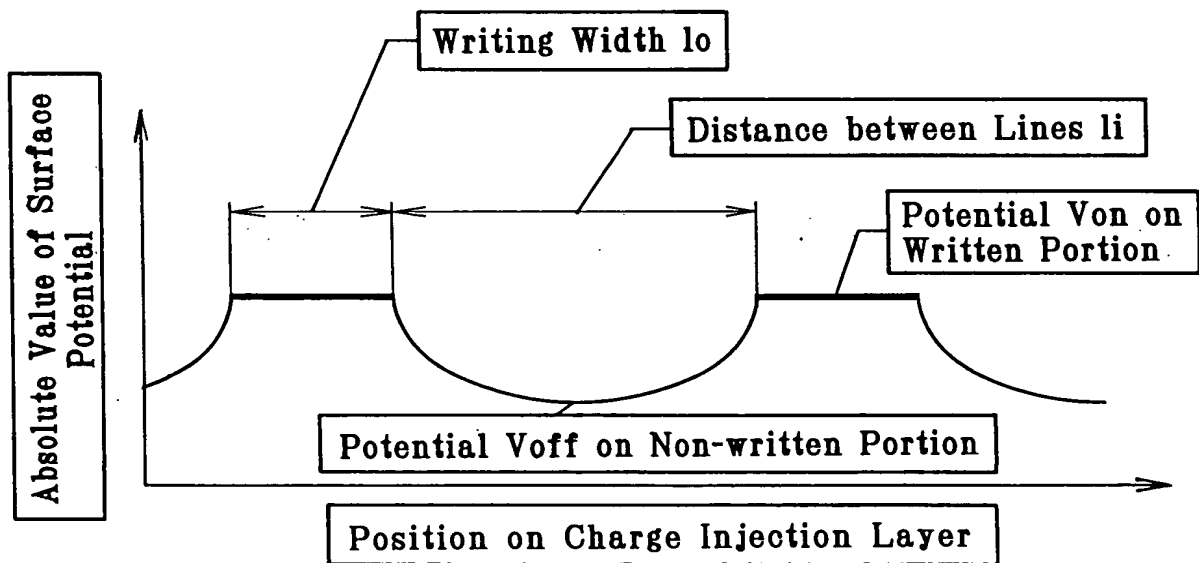 Writing Width lo
Distance between Lines li
Absolute Value of Surface
Potential
Potential Von on
Written Portion
Potential Voff on Non-written Portion
Position on Charge Injection Layer